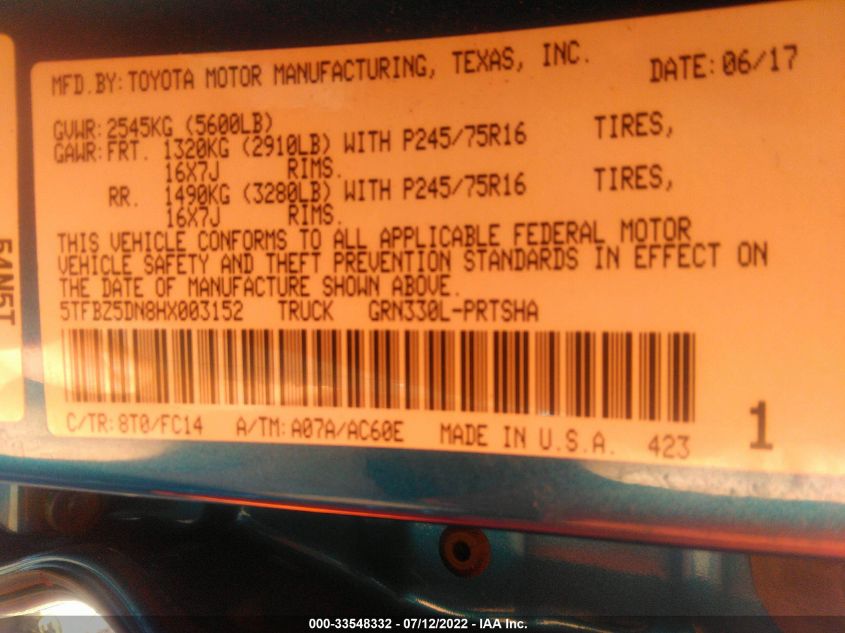 MFD.BY:TOYOTA MOTOR MANUFACTURING, TEXAS, INC. DATE:06/17
GVWR:2545KG (5600LB)
GAWR:FRT. 1320KG (2910LB) WITH P245/75R16 TIRES,
16X7J RIMS.
RR. 1490KG (3280LB) WITH P245/75R16 TIRES,
16X7J RIMS.
THIS VEHICLE CONFORMS TO ALL APPLICABLE FEDERAL MOTOR
VEHICLE SAFETY AND THEFT PREVENTION STANDARDS IN EFFECT ON
THE DATE OF MANUFACTURE SHOWN ABOVE.
5TFBZ5DN8HX003152 TRUCK GRN330L-PRTSHA
C/TR:8T0/FC14 A/TM:A07A/AC60E MADE IN U.S.A. 423 1
54N5T
000-33548332 - 07/12/2022 - IAA Inc.